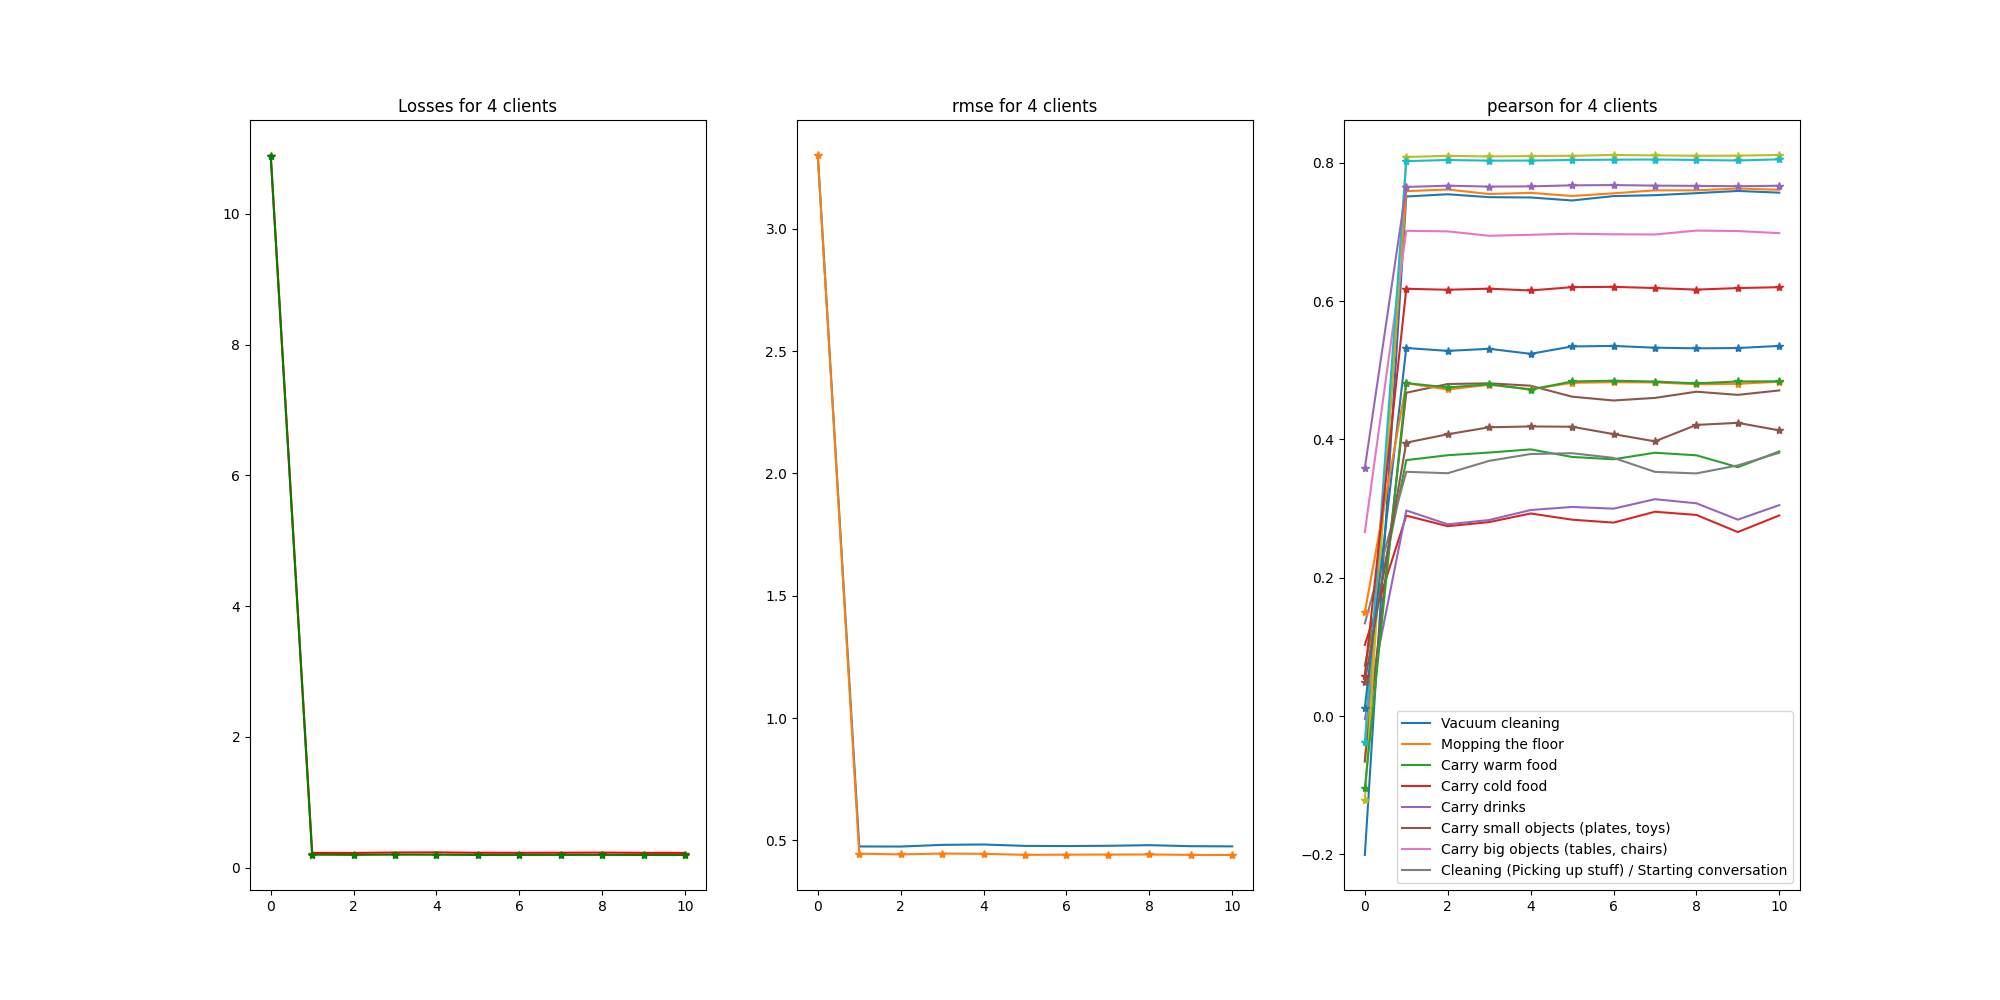 Losses for 4 clients
10
8
6
4
2
0
0 2 4 6 8 10
rmse for 4 clients
3.0
2.5
2.0
1.5
1.0
0.5
0 2 4 6 8 10
pearson for 4 clients
0.8
0.6
0.4
0.2
0.0
−0.2
0 2 4 6 8 10
Vacuum cleaning
Mopping the floor
Carry warm food
Carry cold food
Carry drinks
Carry small objects (plates, toys)
Carry big objects (tables, chairs)
Cleaning (Picking up stuff) / Starting conversation